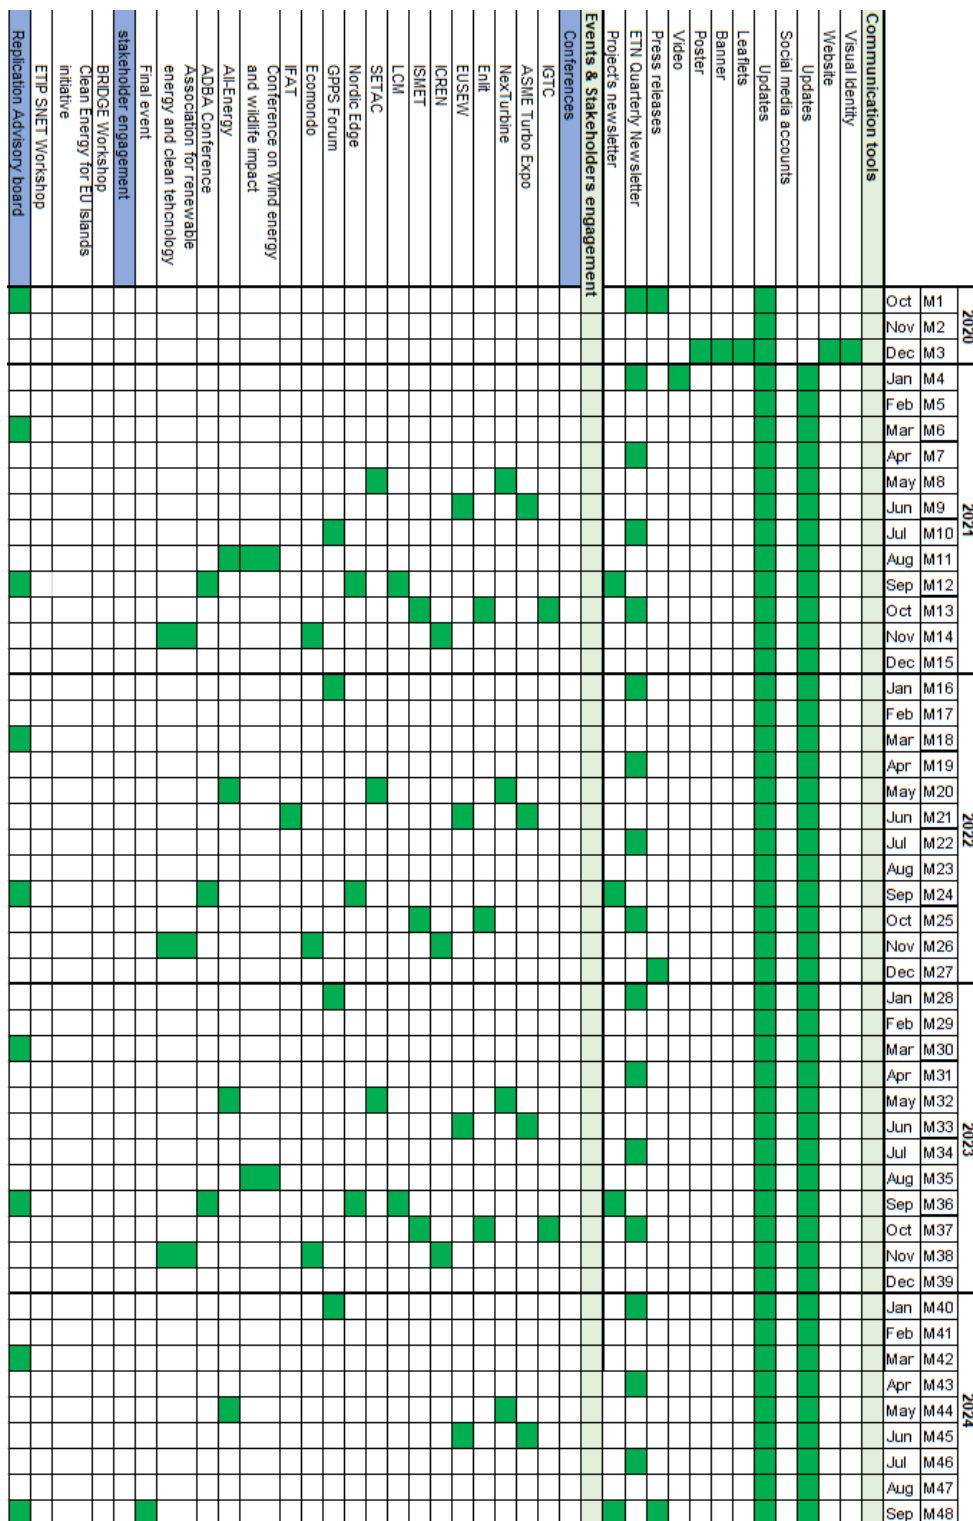 2020
2021
2022
2023
2024
M1
M2
M3
M4
M5
M6
M7
M8
M9
M10
M11
M12
M13
M14
M15
M16
M17
M18
M19
M20
M21
M22
M23
M24
M25
M26
M27
M28
M29
M30
M31
M32
M33
M34
M35
M36
M37
M38
M39
M40
M41
M42
M43
M44
M45
M46
M47
M48
Oct
Nov
Dec
Jan
Feb
Mar
Apr
May
Jun
Jul
Aug
Sep
Oct
Nov
Dec
Jan
Feb
Mar
Apr
May
Jun
Jul
Aug
Sep
Oct
Nov
Dec
Jan
Feb
Mar
Apr
May
Jun
Jul
Aug
Sep
Oct
Nov
Dec
Jan
Feb
Mar
Apr
May
Jun
Jul
Aug
Sep
Communication tools
Visual Identity
Website
Updates
Social media accounts
Updates
Leaflets
Banner
Poster
Video
Press releases
ETN Quarterly Newsletter
Project's newsletter
Events & Stakeholders engagement
Conferences
IGTC
ASME Turbo Expo
NexTurbine
Enlit
EUSEW
ICREN
ISMET
LCM
SETAC
Nordic Edge
GPPS Forum
Ecomondo
IFAT
Conference on Wind energy
and wildlife impact
All-Energy
ADBA Conference
Association for renewable
energy and clean tehcnology
Final event
stakeholder engagement
BRIDGE Workshop
Clean Energy for EU Islands
initiative
ETIP SNET Workshop
Replication Advisory board